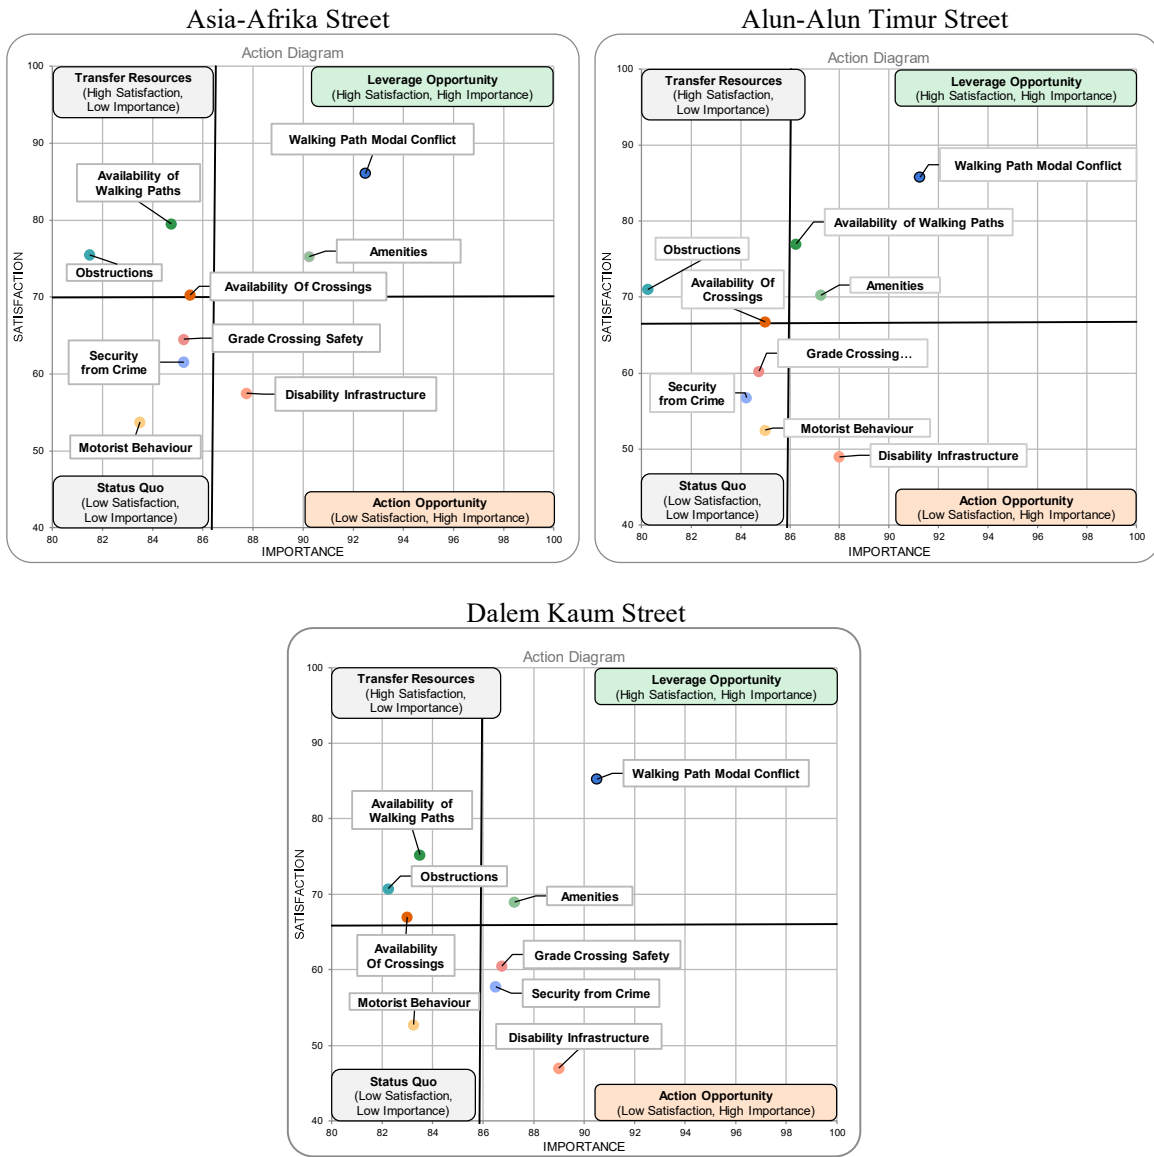 Asia-Afrika Street
Action Diagram
Transfer Resources
(High Satisfaction,
Low Importance)
Leverage Opportunity
(High Satisfaction, High Importance)
Walking Path Modal Conflict
Availability of
Walking Paths
Amenities
Obstructions
Availability Of Crossings
Grade Crossing Safety
Security
from Crime
Disability Infrastructure
Motorist Behaviour
Status Quo
(Low Satisfaction,
Low Importance)
Action Opportunity
(Low Satisfaction, High Importance)
SATISFACTION
100
90
80
70
60
50
40
80 82 84 86 88 90 92 94 96 98 100
IMPORTANCE
Alun-Alun Timur Street
Action Diagram
Transfer Resources
(High Satisfaction,
Low Importance)
Leverage Opportunity
(High Satisfaction, High Importance)
Walking Path Modal Conflict
Availability of Walking Paths
Obstructions
Availability Of
Crossings
Amenities
Grade Crossing...
Security
from Crime
Motorist Behaviour
Disability Infrastructure
Status Quo
(Low Satisfaction,
Low Importance)
Action Opportunity
(Low Satisfaction, High Importance)
SATISFACTION
100
90
80
70
60
50
40
80 82 84 86 88 90 92 94 96 98 100
IMPORTANCE
Dalem Kaum Street
Action Diagram
Transfer Resources
(High Satisfaction,
Low Importance)
Leverage Opportunity
(High Satisfaction, High Importance)
Walking Path Modal Conflict
Availability of
Walking Paths
Obstructions
Amenities
Availability
Of Crossings
Grade Crossing Safety
Security from Crime
Motorist Behaviour
Disability Infrastructure
Status Quo
(Low Satisfaction,
Low Importance)
Action Opportunity
(Low Satisfaction, High Importance)
SATISFACTION
100
90
80
70
60
50
40
80 82 84 86 88 90 92 94 96 98 100
IMPORTANCE